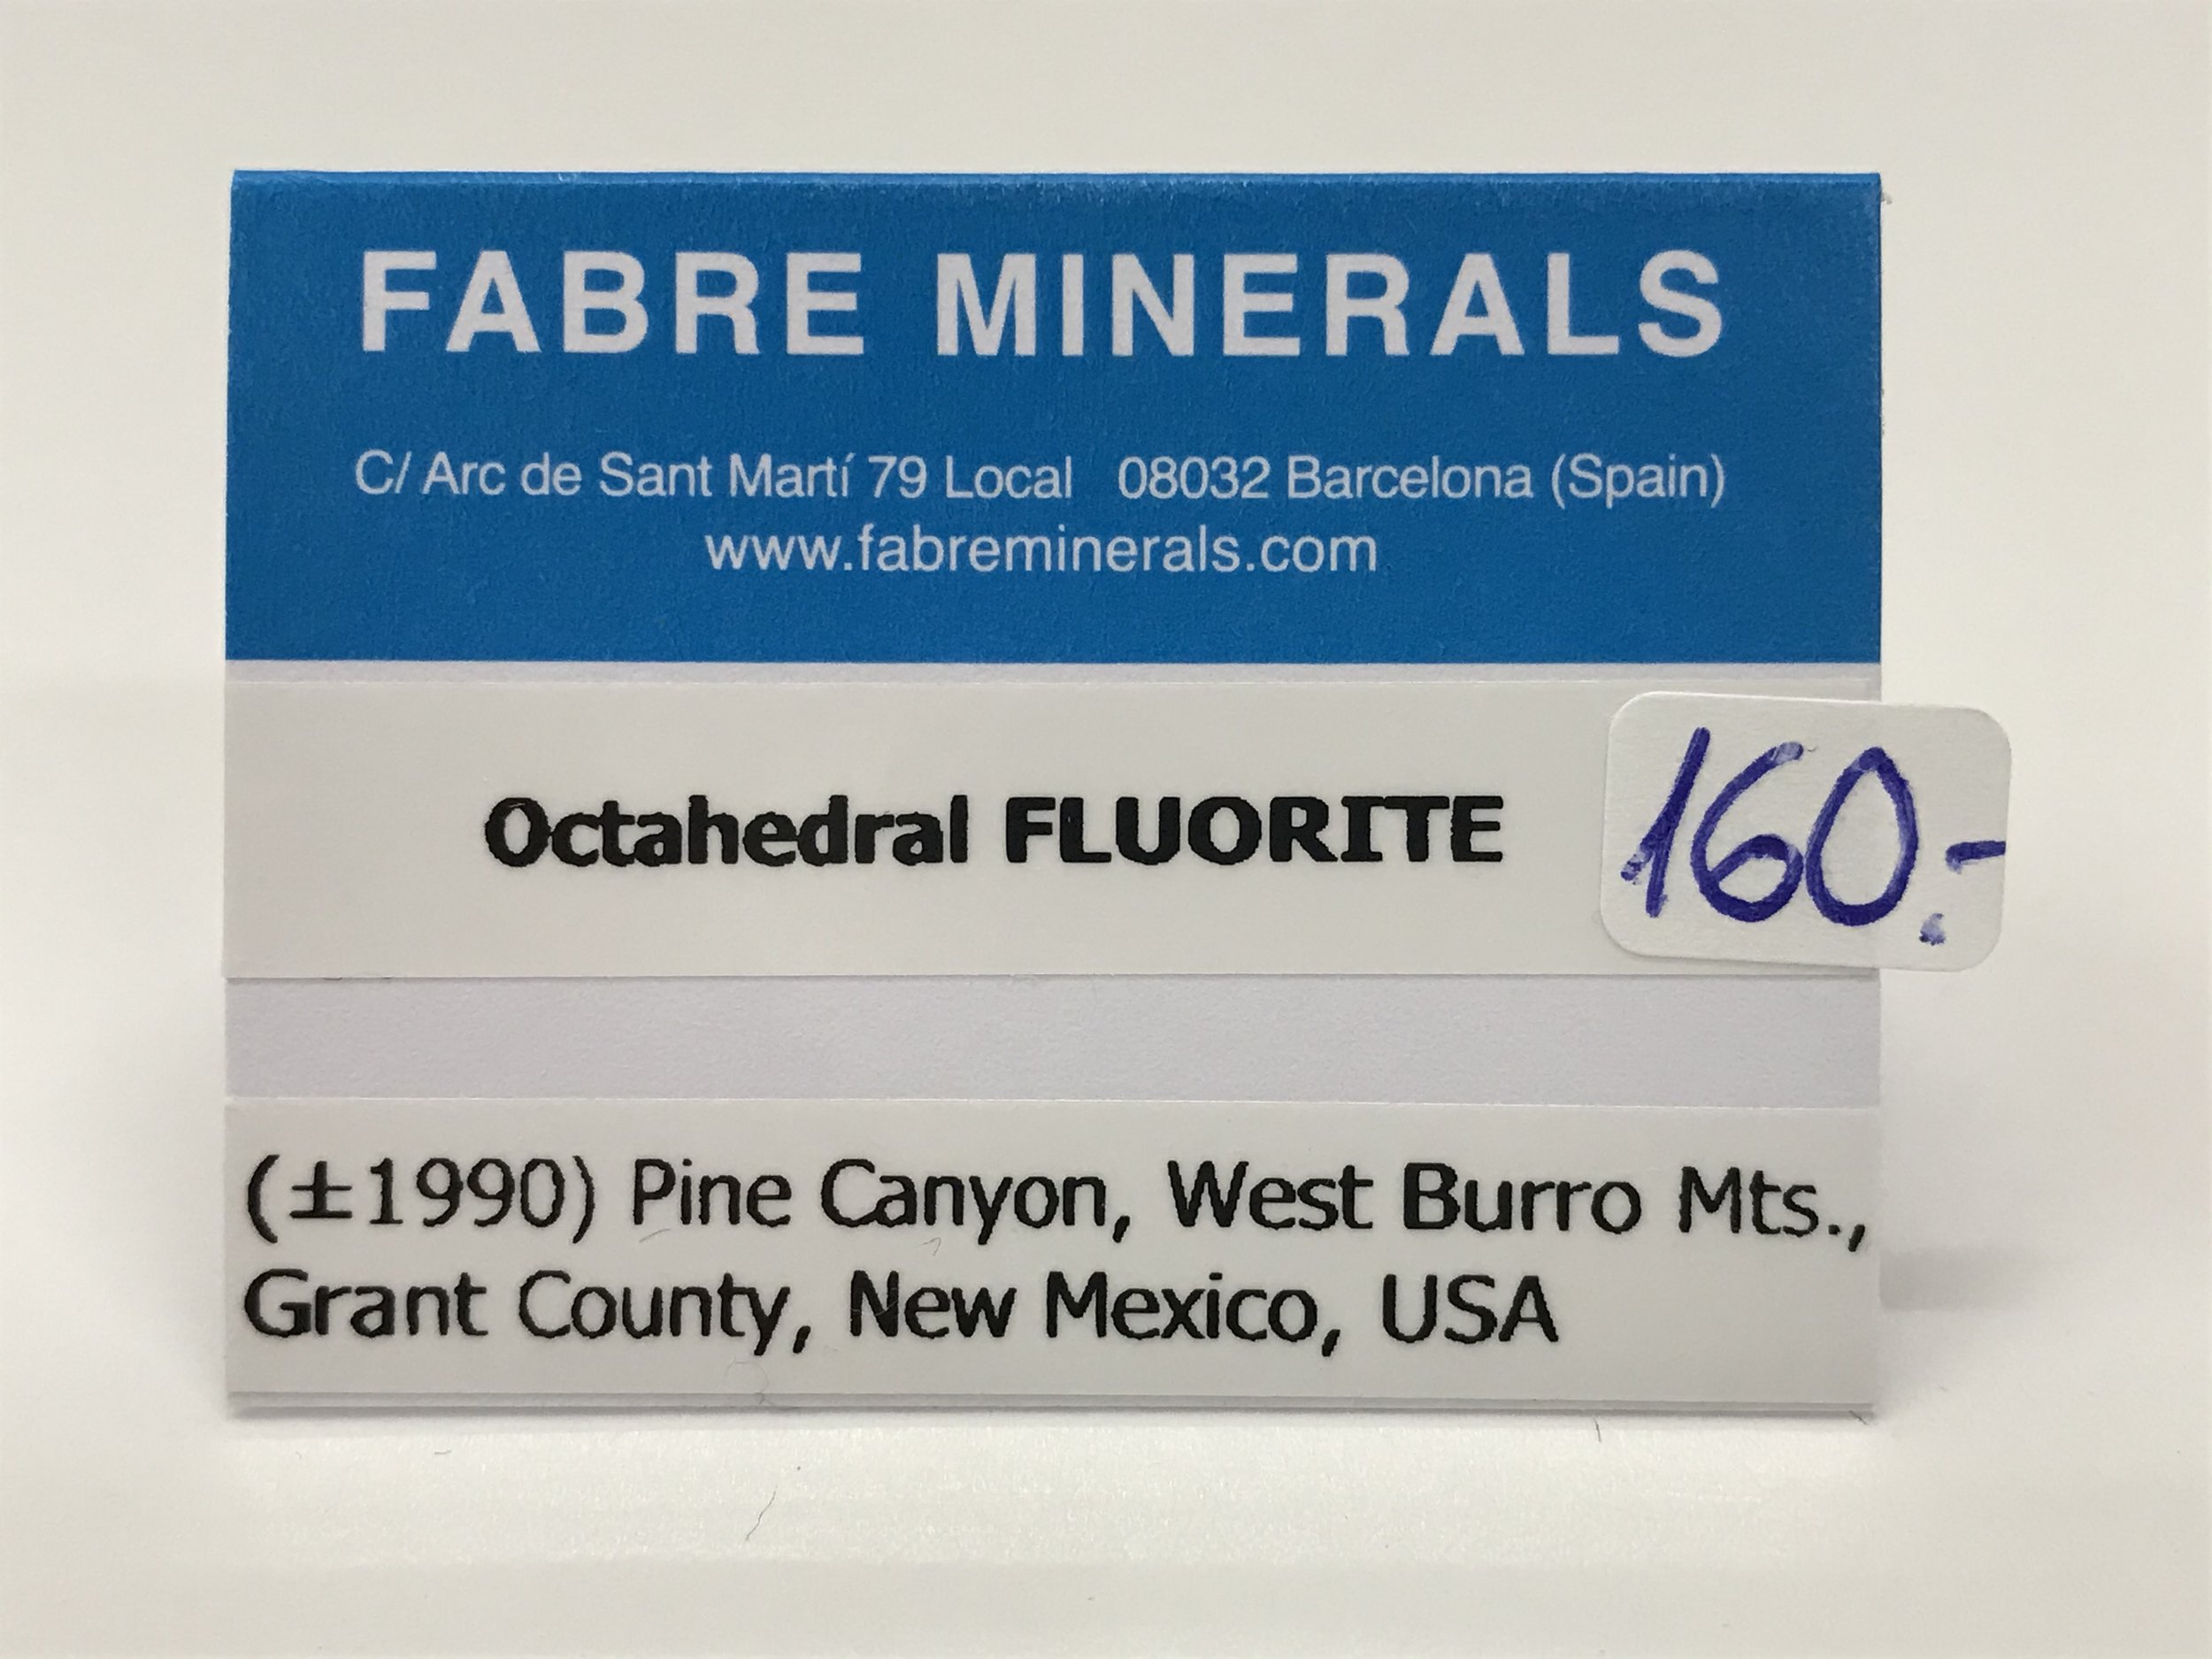 FABRE MINERALS
C/ Arc de Sant Martí 79 Local 08032 Barcelona (Spain)
www.fabreminerals.com
Octahedral FLUORITE
160.-
(±1990) Pine Canyon, West Burro Mts.,
Grant County, New Mexico, USA